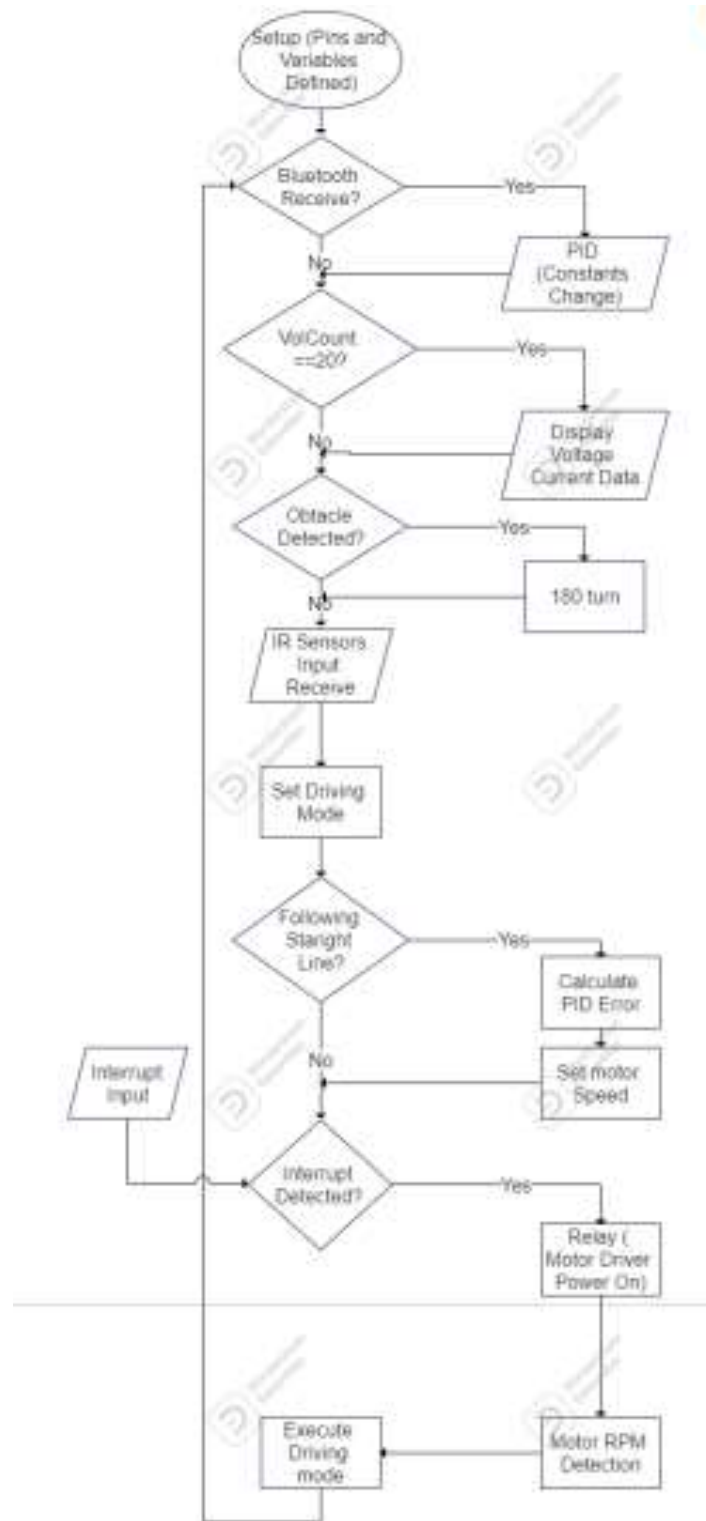 Setup (Pins and
Variables
Defined)
Bluetooth
Receive?
Yes
PID
(Constants
Change)
No
VolCount
==20?
Yes
Display
Voltage
Current Data
No
Obtacle
Detected?
Yes
180 turn
No
IR Sensors
Input
Receive
Set Driving
Mode
Following
Staright
Line?
Yes
Calculate
PID Error
No
Set motor
Speed
Interrupt
Input
Interrupt
Detected?
Yes
Relay (
Motor Driver
Power On)
Execute
Driving
mode
Motor RPM
Detection